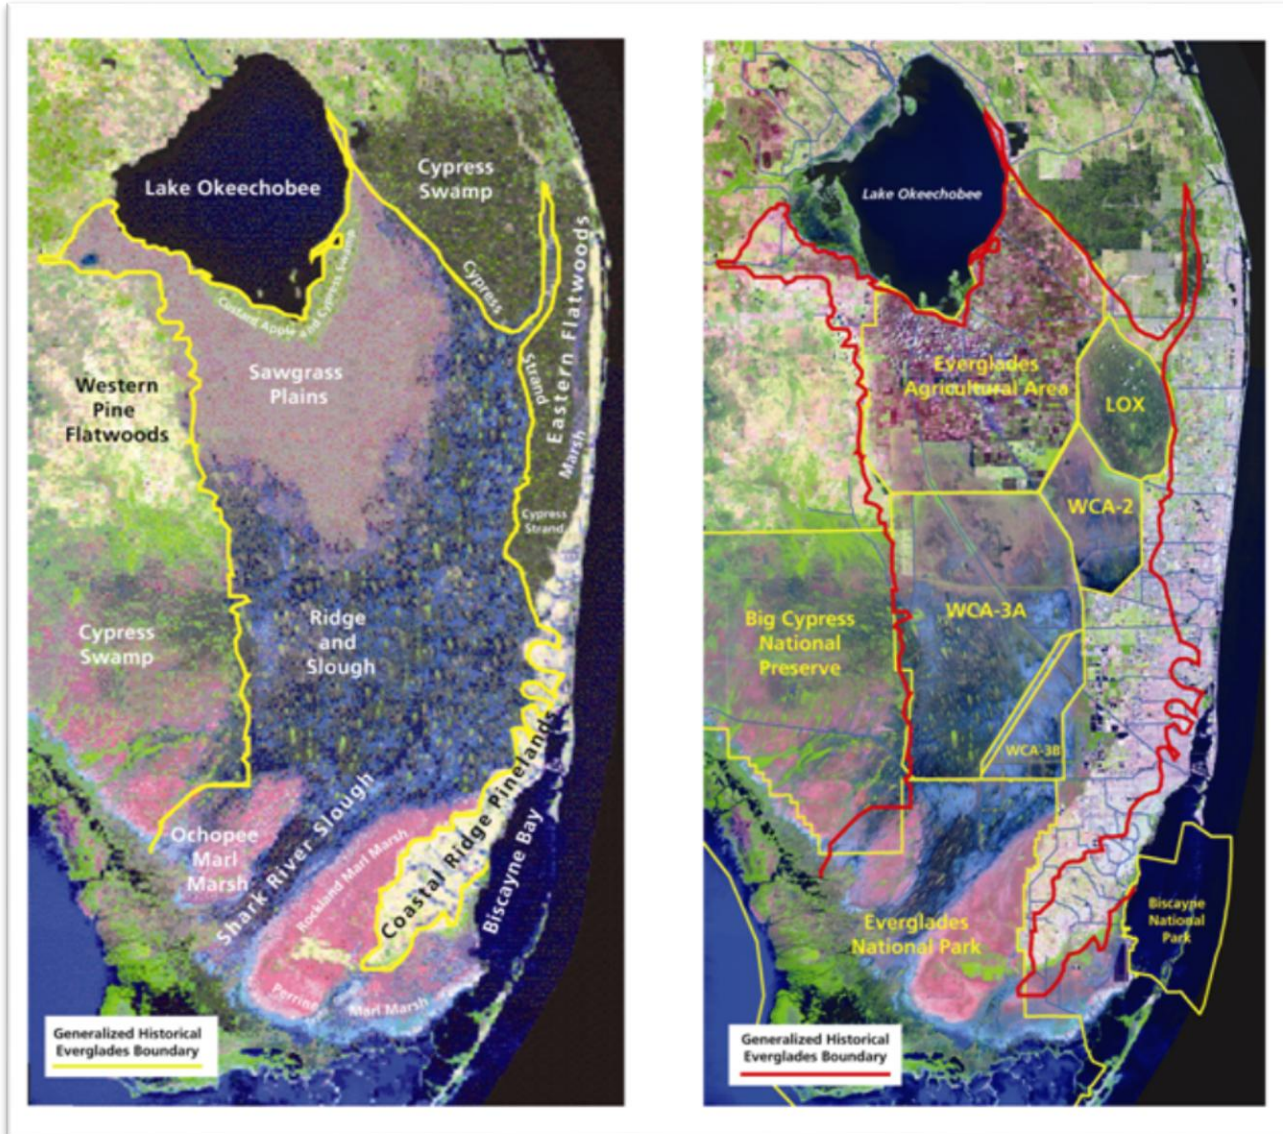 Lake Okeechobee
Cypress
Swamp
Cypress
Strand
Eastern Flatwoods
Marsh
Custard Apple and Cypress Swamp
Sawgrass
Plains
Western
Pine
Flatwoods
Cypress
Strand
Ridge
and
Slough
Cypress
Swamp
Ochopee
Marl
Marsh
Shark River Slough
Rockland Marl Marsh
Coastal Ridge Pinelands
Biscayne Bay
Perrine
Marl Marsh
Generalized Historical
Everglades Boundary
Lake Okeechobee
Everglades
Agricultural Area
LOX
WCA-2
WCA-3A
Big Cypress
National
Preserve
WCA-3B
Everglades
National Park
Biscayne
National
Park
Generalized Historical
Everglades Boundary